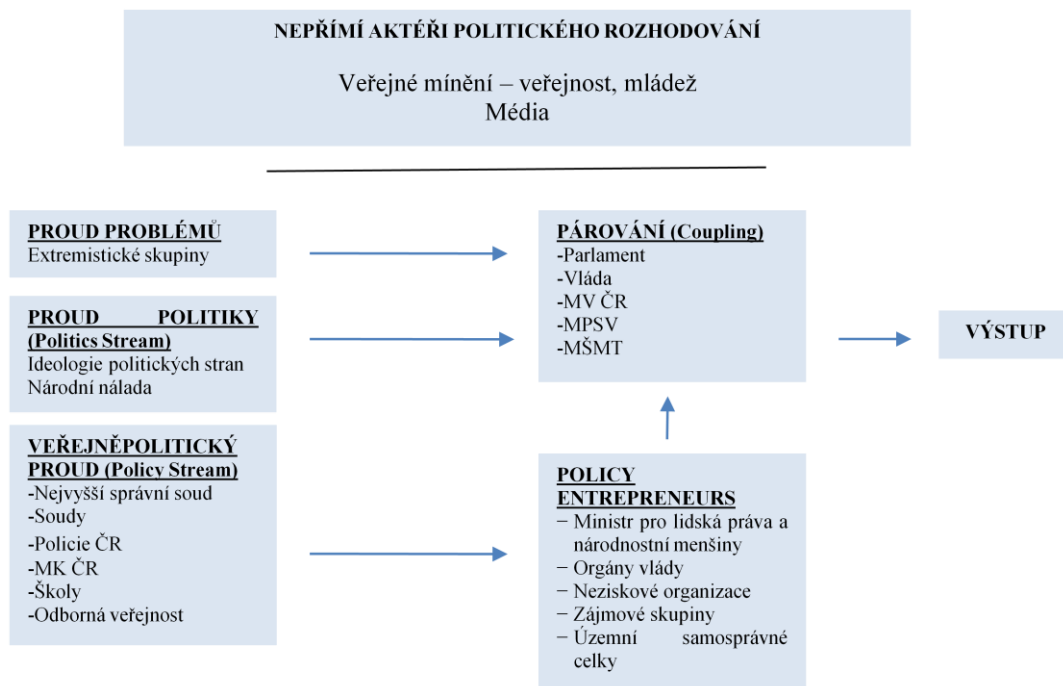 NEPŘÍMÍ AKTÉŘI POLITICKÉHO ROZHODOVÁNÍ
Veřejné mínění – veřejnost, mládež
Média
PROUD PROBLÉMŮ
Extremistické skupiny
PROUD POLITIKY
(Politics Stream)
Ideologie politických stran
Národní nálada
VEŘEJNĚPOLITICKÝ
PROUD (Policy Stream)
-Nejvyšší správní soud
-Soudy
-Policie ČR
-MK ČR
-Školy
-Odborná veřejnost
PÁROVÁNÍ (Coupling)
-Parlament
-Vláda
-MV ČR
-MPSV
-MŠMT
POLICY
ENTREPRENEURS
− Ministr pro lidská práva a
národnostní menšiny
− Orgány vlády
− Neziskové organizace
− Zájmové skupiny
− Územní samosprávné
celky
VÝSTUP